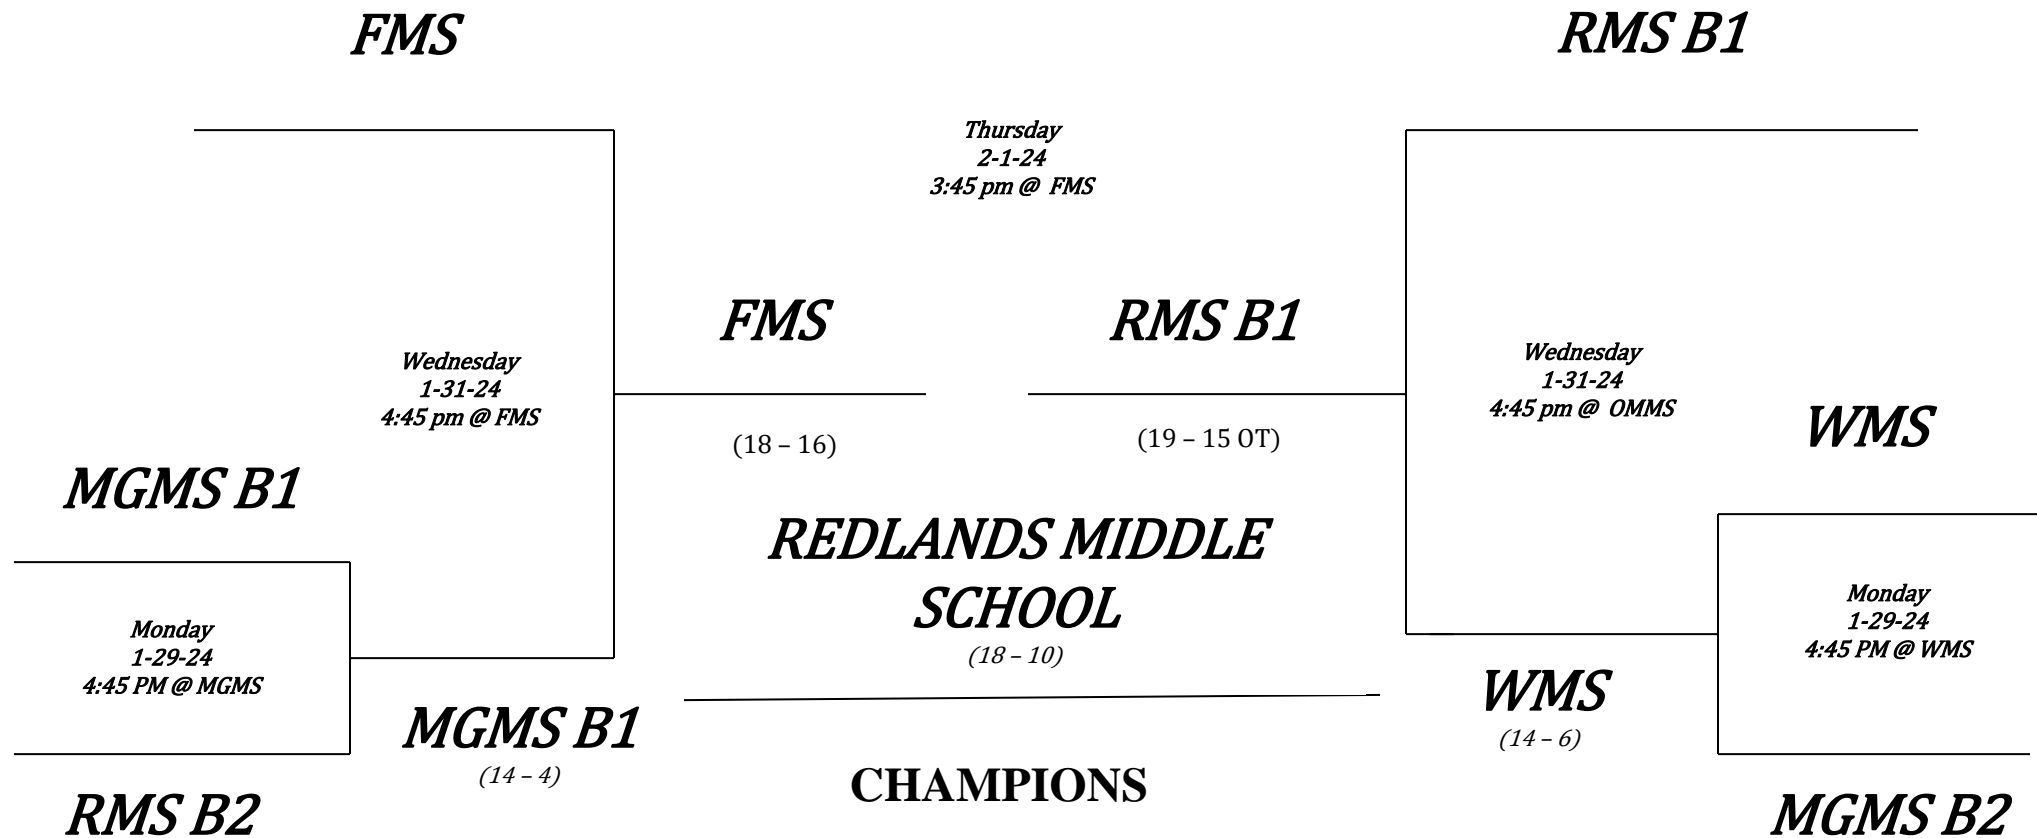 FMS
RMS B1
Thursday
2-1-24
3:45 pm @ FMS
FMS
RMS B1
Wednesday
1-31-24
4:45 pm @ FMS
Wednesday
1-31-24
4:45 pm @ OMMS
(18 – 16)
(19 – 15 OT)
WMS
MGMS B1
REDLANDS MIDDLE
SCHOOL
(18 – 10)
Monday
1-29-24
4:45 PM @ MGMS
Monday
1-29-24
4:45 PM @ WMS
MGMS B1
(14 – 4)
WMS
(14 – 6)
CHAMPIONS
RMS B2
MGMS B2